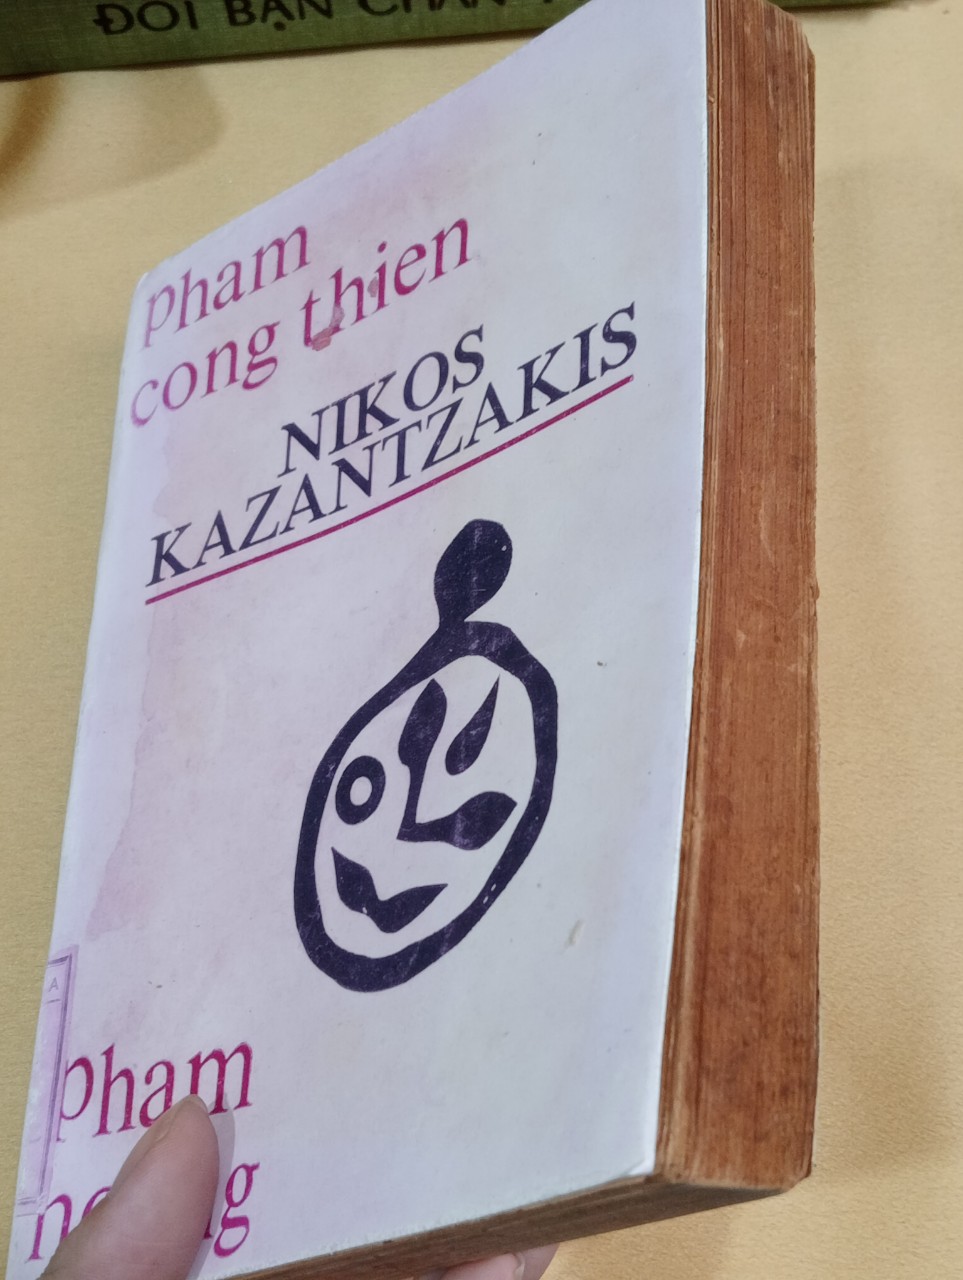 ĐÔI BẠN CHÂN
pham
cong thien
NIKOS
KAZANTZAKIS
A
pham